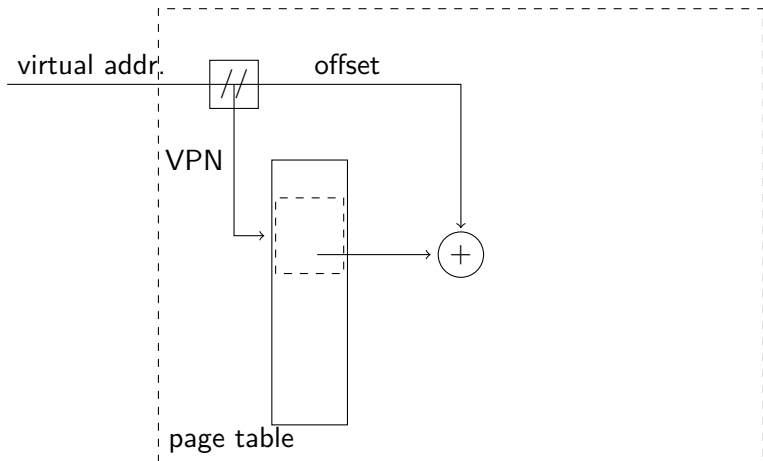 virtual addr.
offset
//
VPN
+
page table